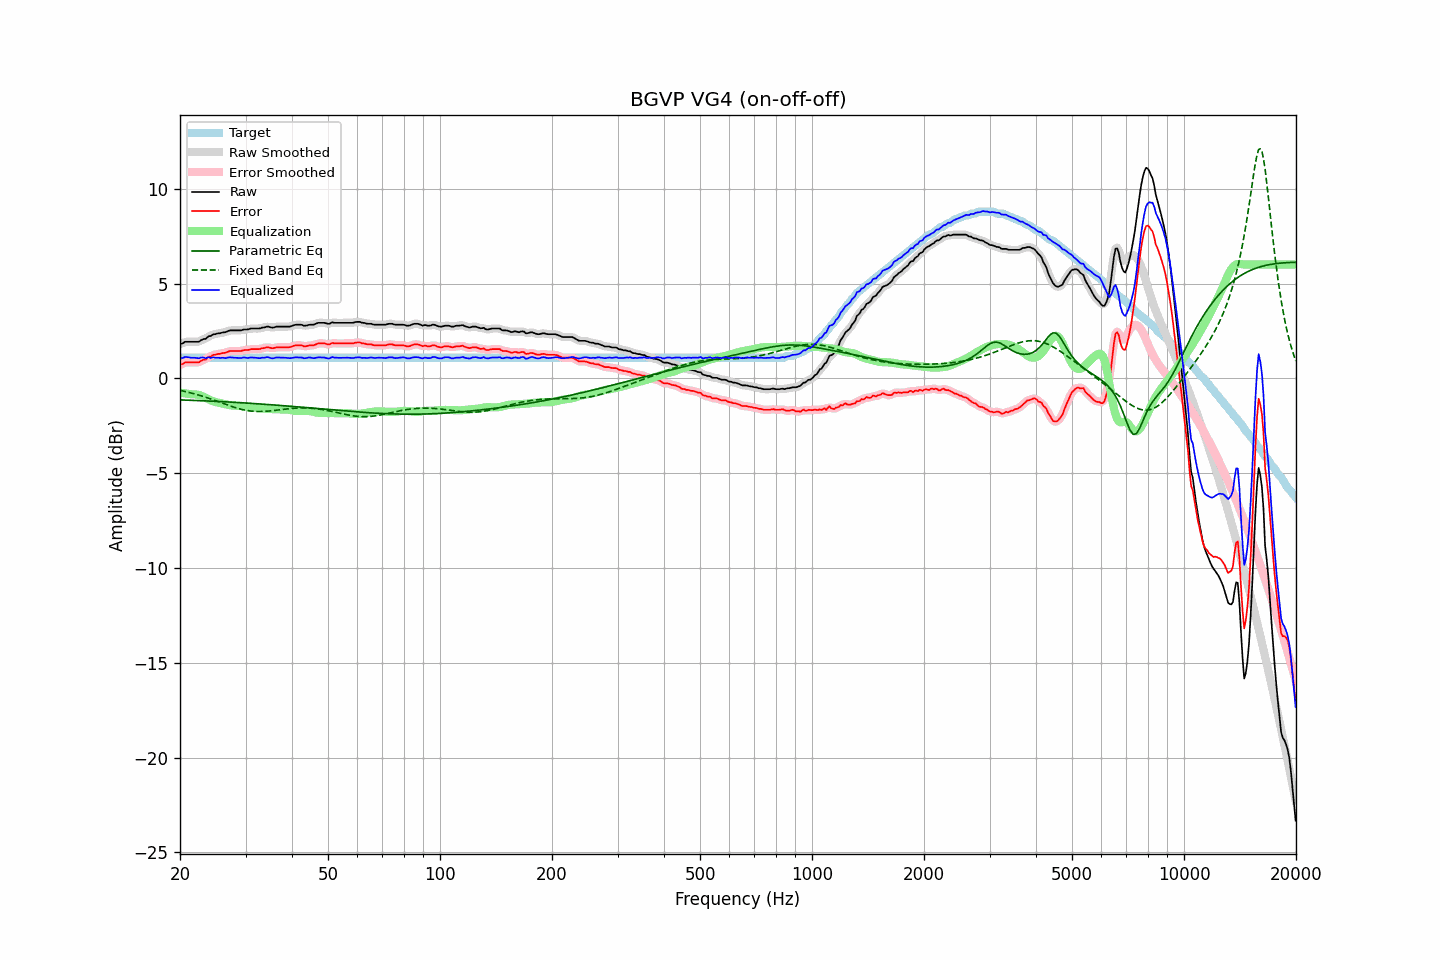 BGVP VG4 (on-off-off)
Target
Raw Smoothed
Error Smoothed
Raw
Error
Equalization
Parametric Eq
Fixed Band Eq
Equalized
Amplitude (dBr)
10
5
0
−5
−10
−15
−20
−25
20 50 100 200 500 1000 2000 5000 10000 20000
Frequency (Hz)